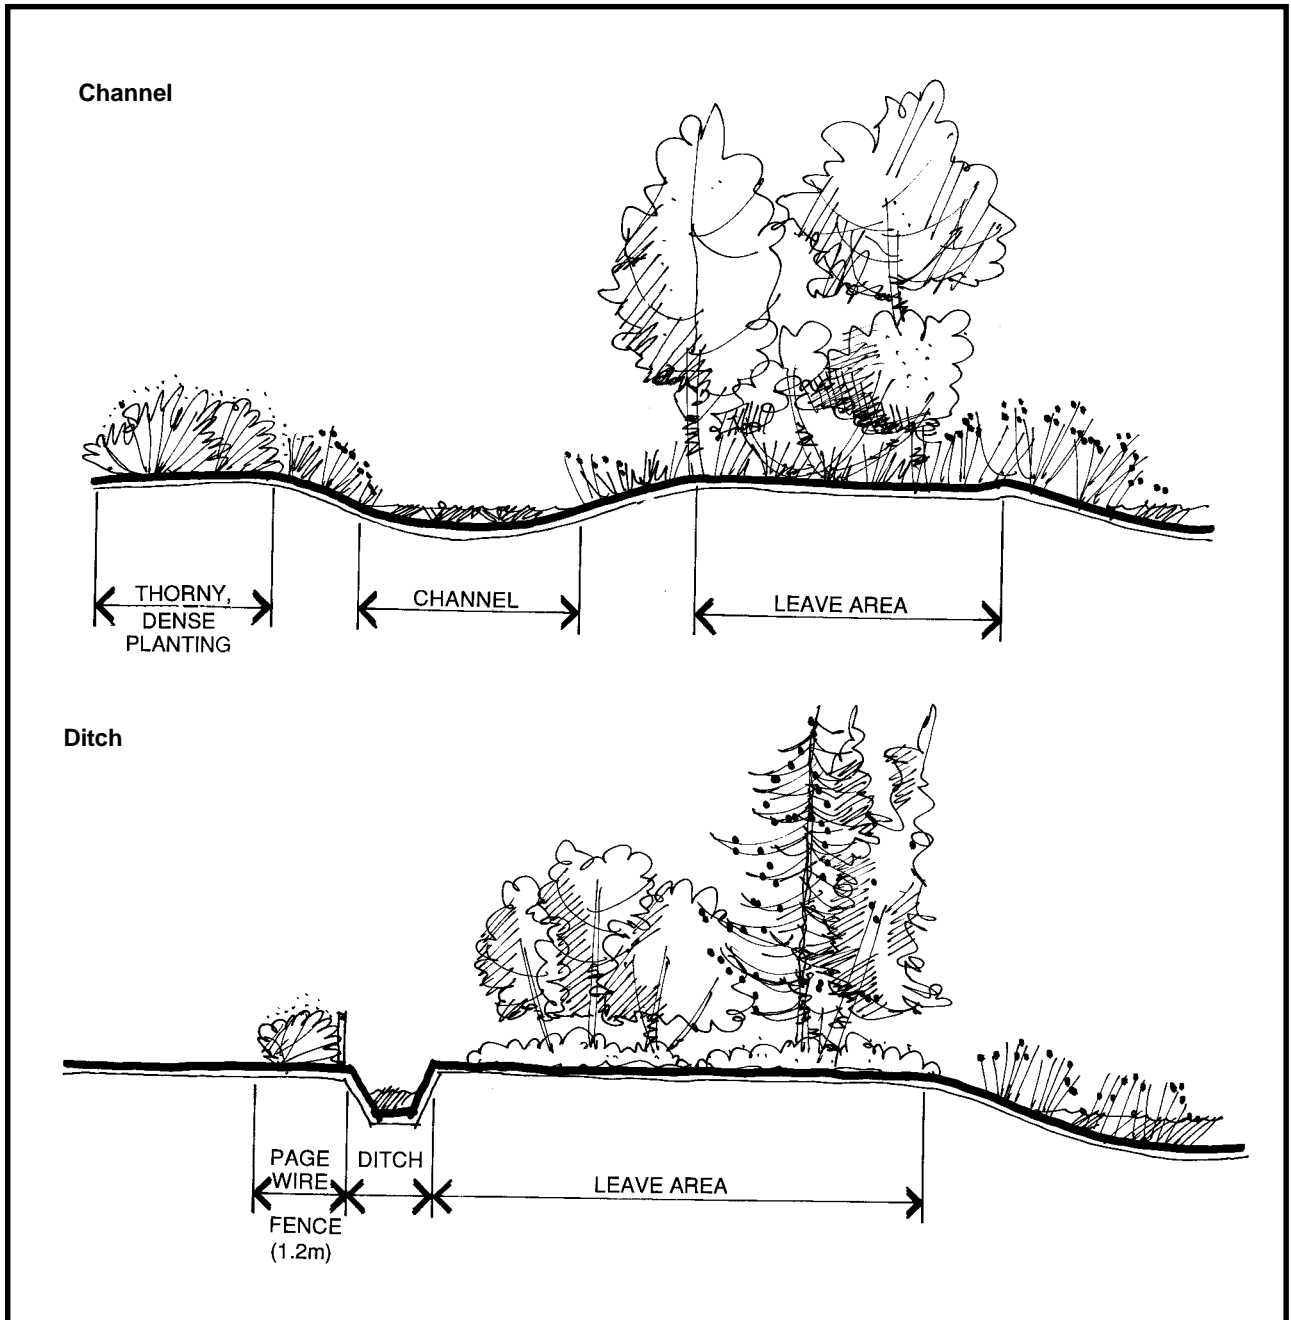 Channel
THORNY,
DENSE
PLANTING
CHANNEL
LEAVE AREA
Ditch
PAGE
WIRE
FENCE
(1.2m)
DITCH
LEAVE AREA